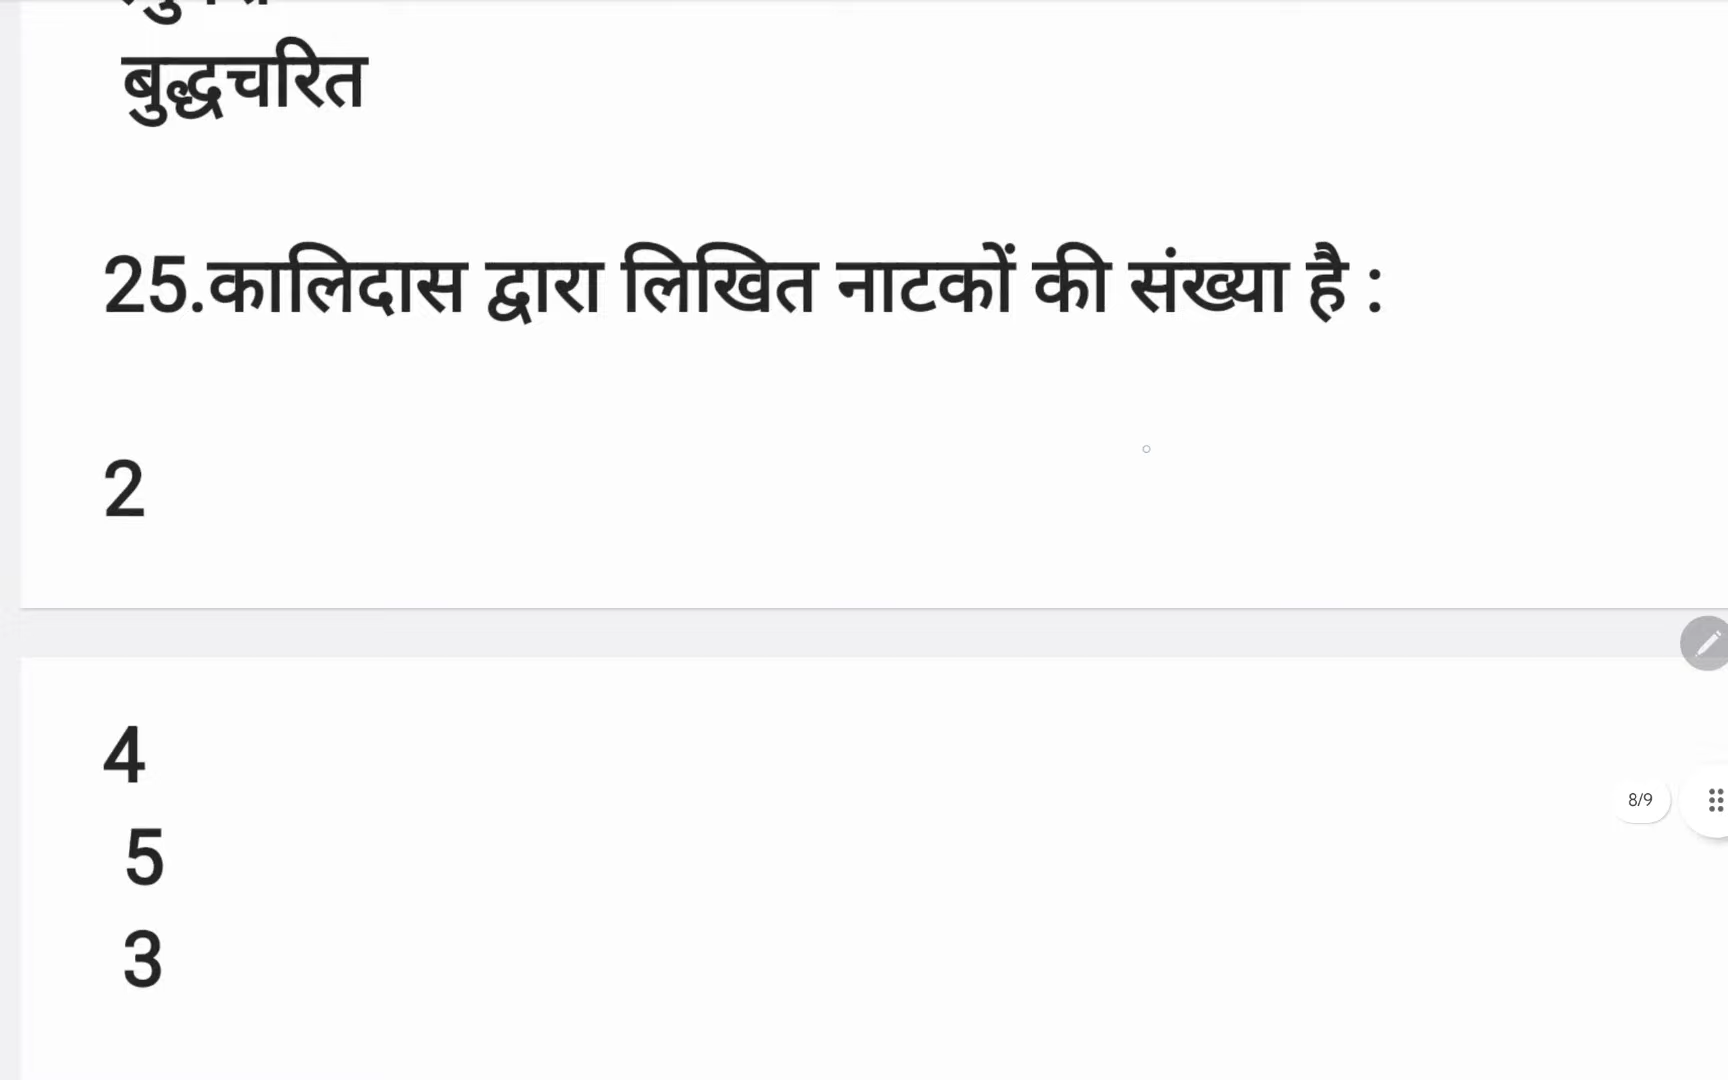 बुद्धचरित
25.कालिदास द्वारा लिखित नाटकों की संख्या है :
2
4
5
8/9
3